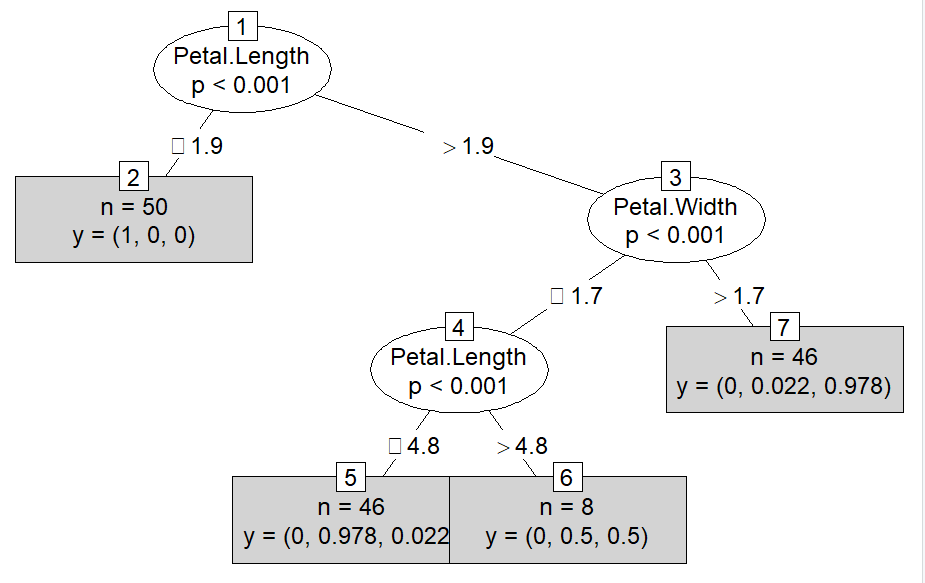 1
Petal.Length
p < 0.001
□ 1.9
> 1.9
2
n = 50
y = (1, 0, 0)
3
Petal.Width
p < 0.001
□ 1.7
> 1.7
4
Petal.Length
p < 0.001
7
n = 46
y = (0, 0.022, 0.978)
□ 4.8
> 4.8
5
n = 46
y = (0, 0.978, 0.022
6
n = 8
y = (0, 0.5, 0.5)